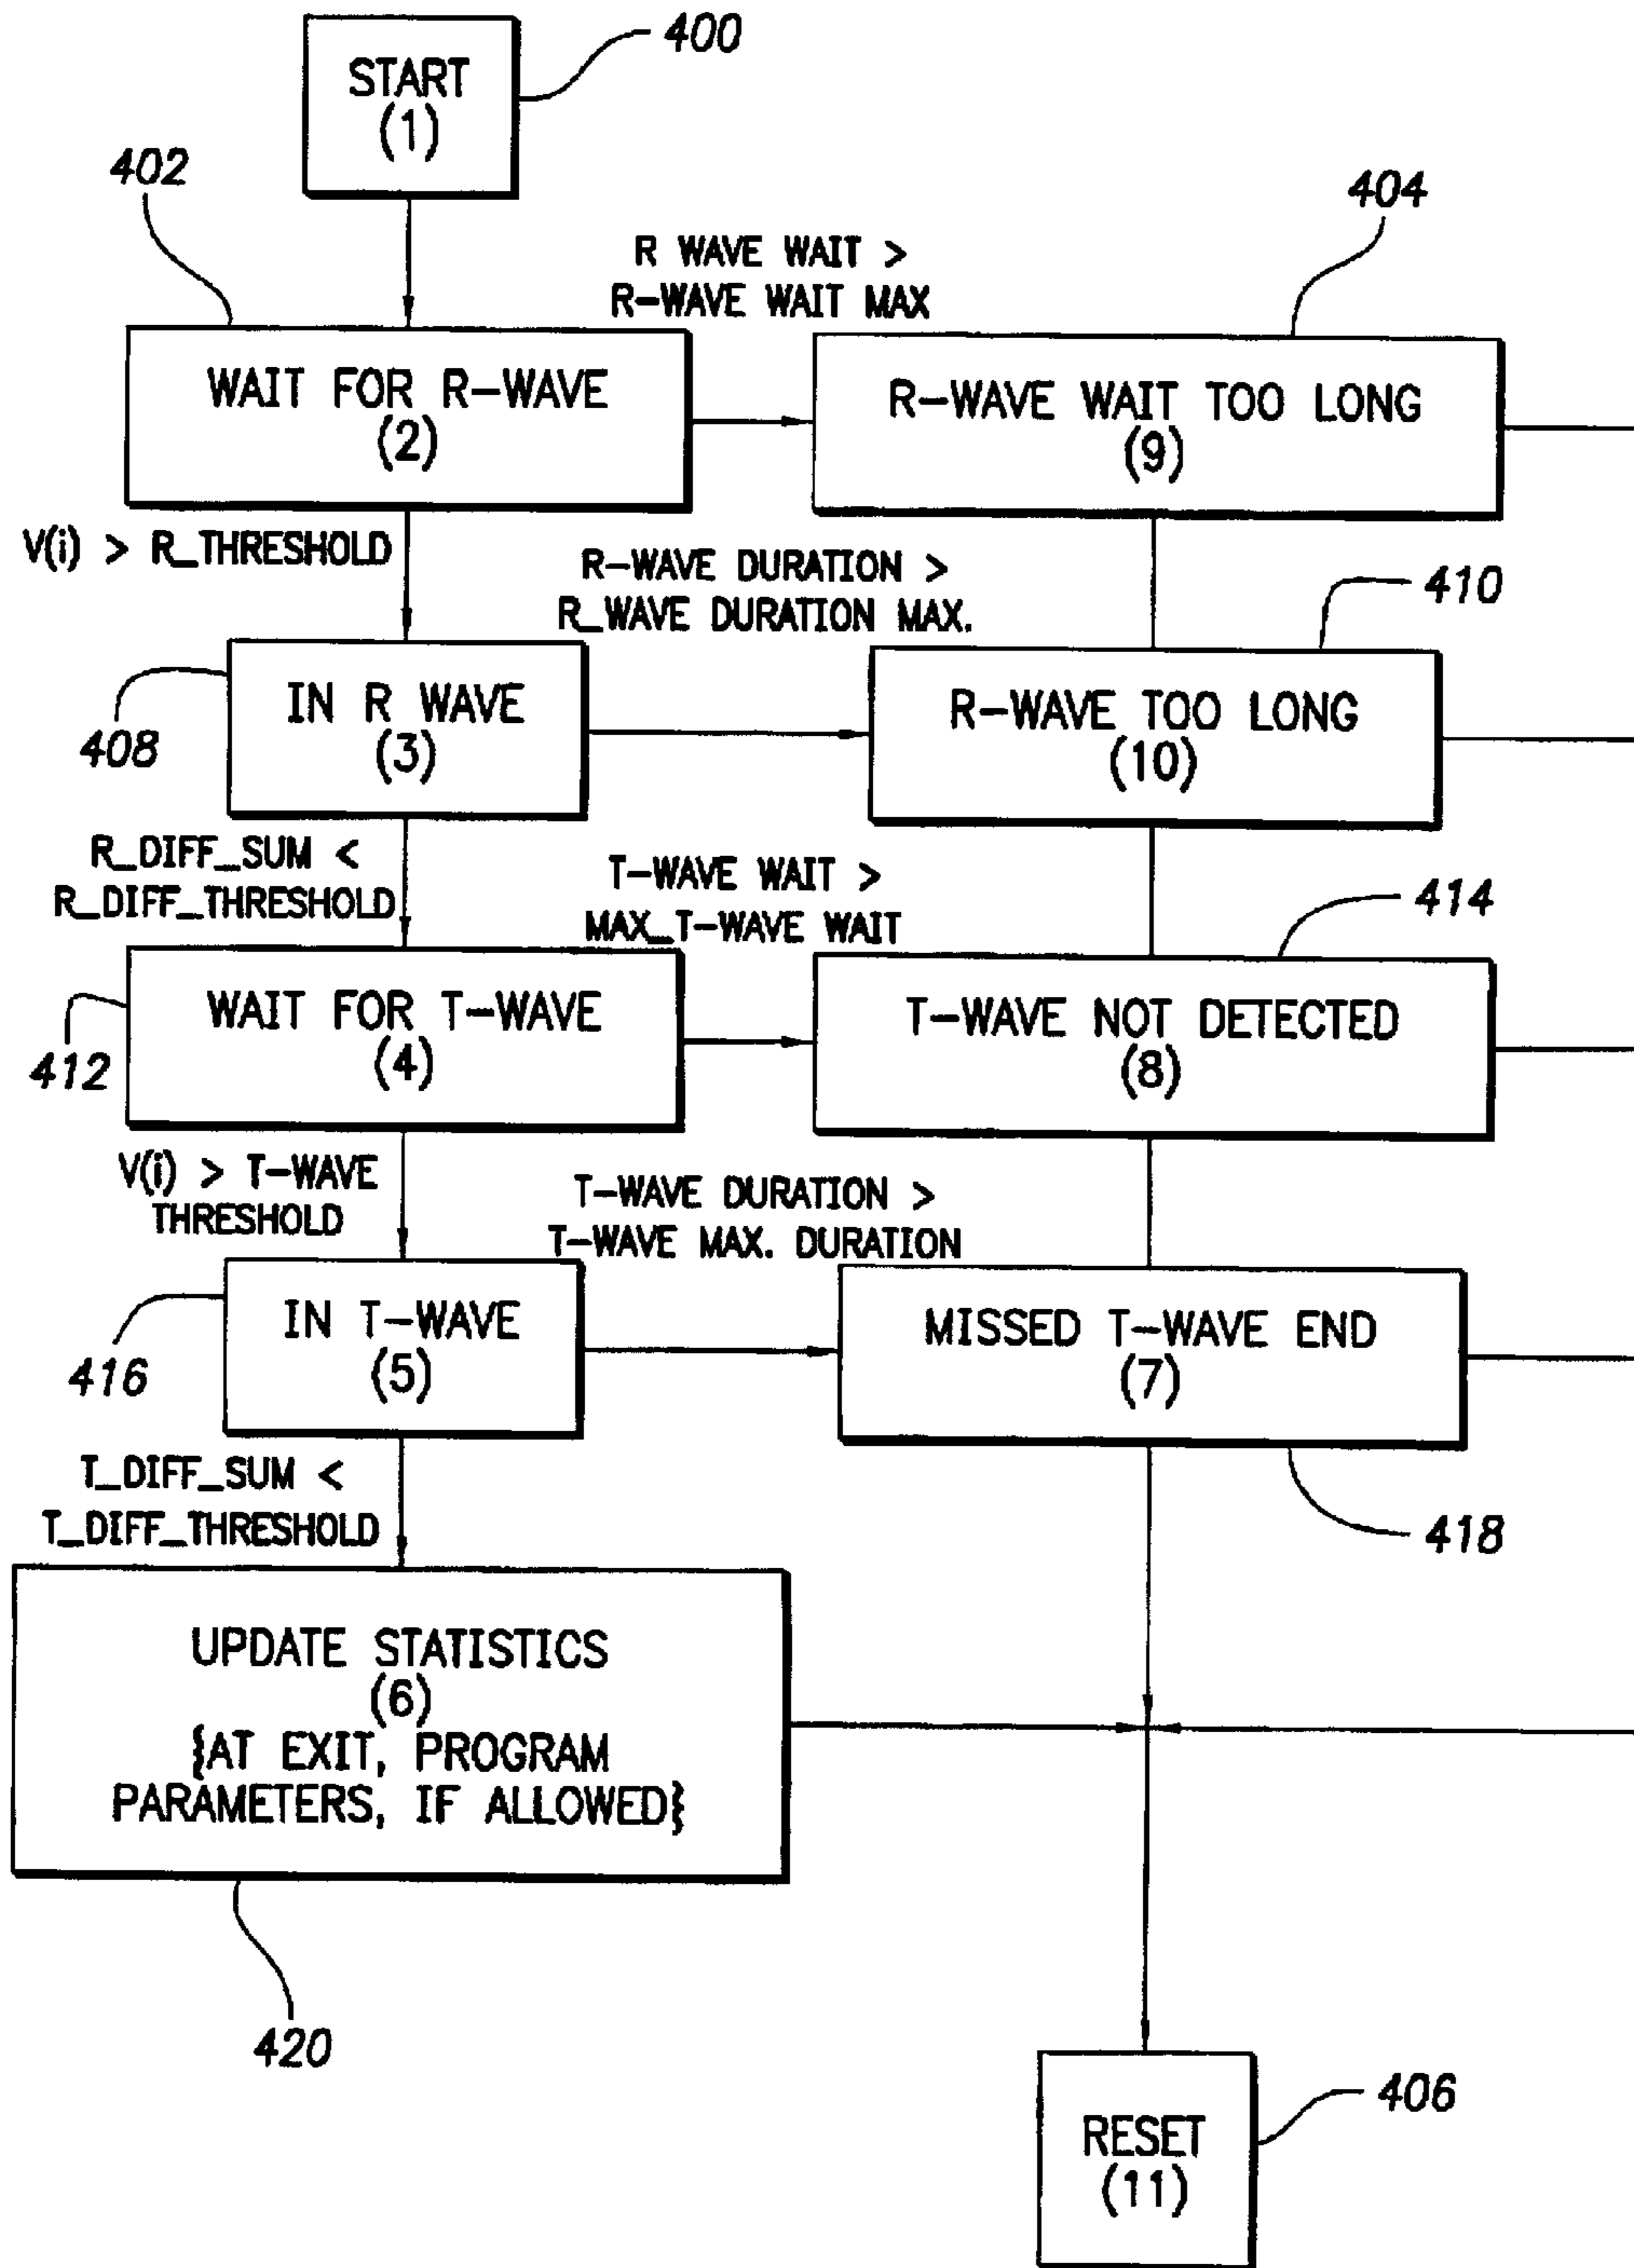 START
(1)
400
402
WAIT FOR R-WAVE
(2)
R WAVE WAIT >
R-WAVE WAIT MAX
404
R-WAVE WAIT TOO LONG
(9)
V(i) > R_THRESHOLD
R-WAVE DURATION >
R_WAVE DURATION MAX.
410
408
IN R WAVE
(3)
R-WAVE TOO LONG
(10)
R_DIFF_SUM <
R_DIFF_THRESHOLD
T-WAVE WAIT >
MAX_T-WAVE WAIT
414
412
WAIT FOR T-WAVE
(4)
T-WAVE NOT DETECTED
(8)
V(i) > T-WAVE
THRESHOLD
T-WAVE DURATION >
T-WAVE MAX. DURATION
416
IN T-WAVE
(5)
MISSED T-WAVE END
(7)
418
T_DIFF_SUM <
T_DIFF_THRESHOLD
UPDATE STATISTICS
(6)
{AT EXIT, PROGRAM
PARAMETERS, IF ALLOWED}
420
RESET
(11)
406